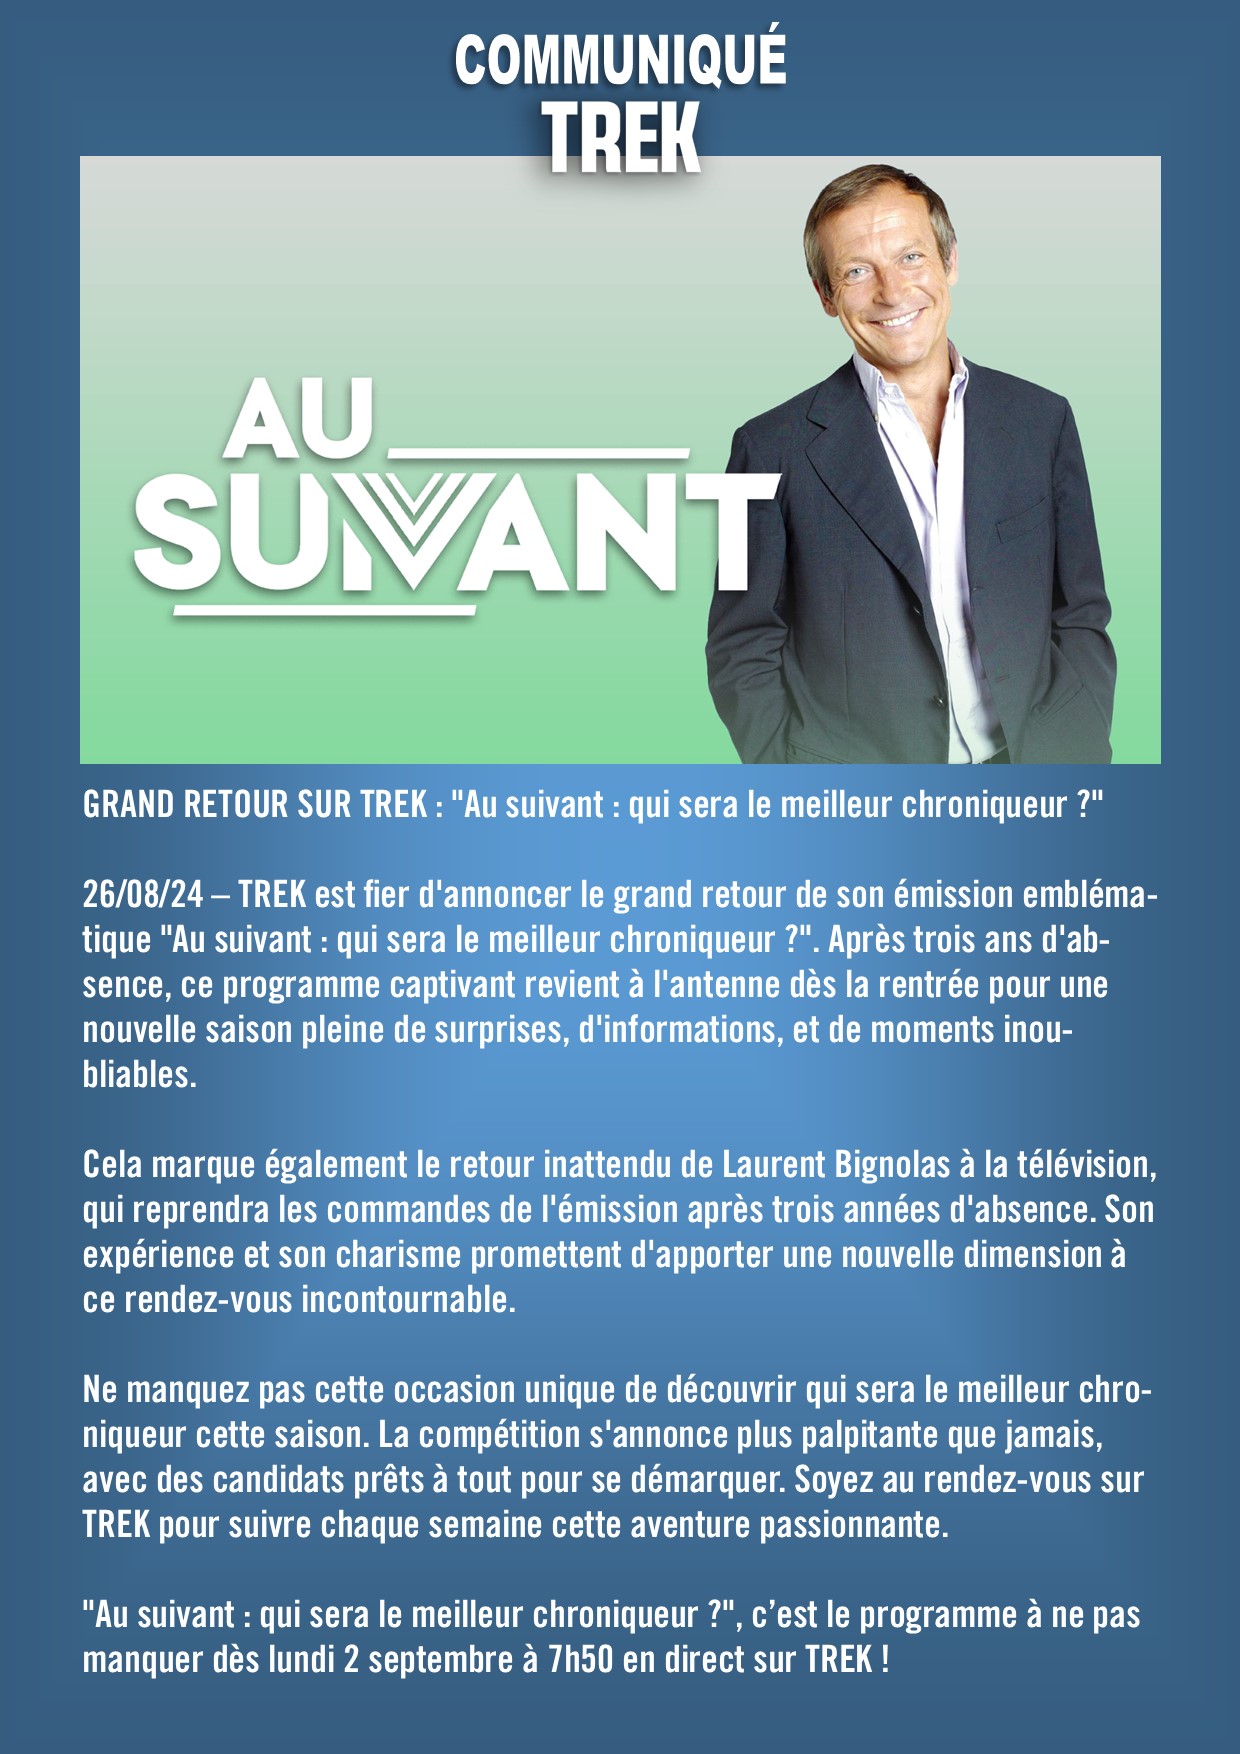 COMMUNIQUÉ
TREK
AU
SUIVANT
GRAND RETOUR SUR TREK : "Au suivant : qui sera le meilleur chroniqueur ?"
26/08/24 – TREK est fier d'annoncer le grand retour de son émission embléma-
tique "Au suivant : qui sera le meilleur chroniqueur ?". Après trois ans d'ab-
sence, ce programme captivant revient à l'antenne dès la rentrée pour une
nouvelle saison pleine de surprises, d'informations, et de moments inou-
bliables.
Cela marque également le retour inattendu de Laurent Bignolas à la télévision,
qui reprendra les commandes de l'émission après trois années d'absence. Son
expérience et son charisme promettent d'apporter une nouvelle dimension à
ce rendez-vous incontournable.
Ne manquez pas cette occasion unique de découvrir qui sera le meilleur chro-
niqueur cette saison. La compétition s'annonce plus palpitante que jamais,
avec des candidats prêts à tout pour se démarquer. Soyez au rendez-vous sur
TREK pour suivre chaque semaine cette aventure passionnante.
"Au suivant : qui sera le meilleur chroniqueur ?", c’est le programme à ne pas
manquer dès lundi 2 septembre à 7h50 en direct sur TREK !